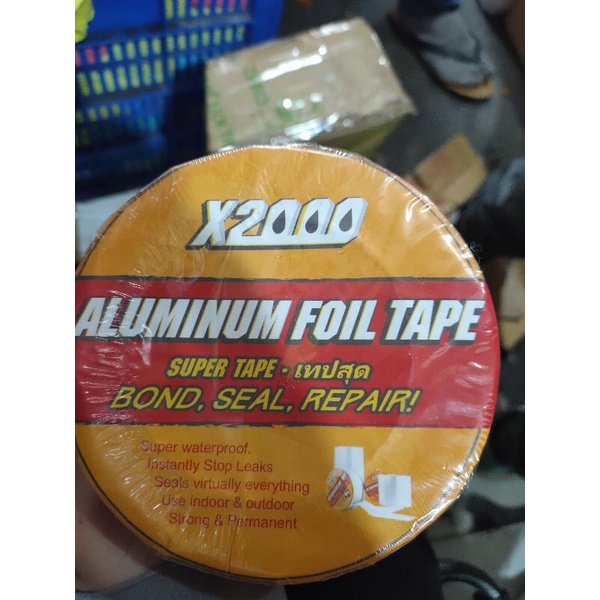 X2000
ALUMINUM FOIL TAPE
SUPER TAPE - เทปสุด
BOND, SEAL, REPAIR!
Super waterproof.
Instantly Stop Leaks
Seals virtually everything
Use indoor & outdoor
Strong & Permanent